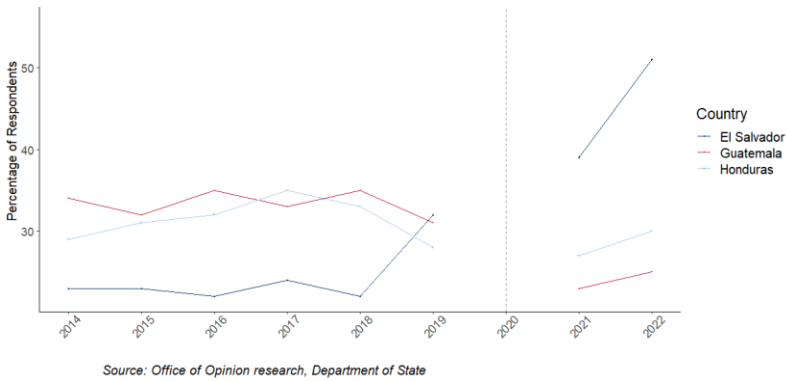 Percentage of Respondents
50
40
30
2014
2015
2016
2017
2018
2019
2020
2021
2022
Country
El Salvador
Guatemala
Honduras
Source: Office of Opinion research, Department of State